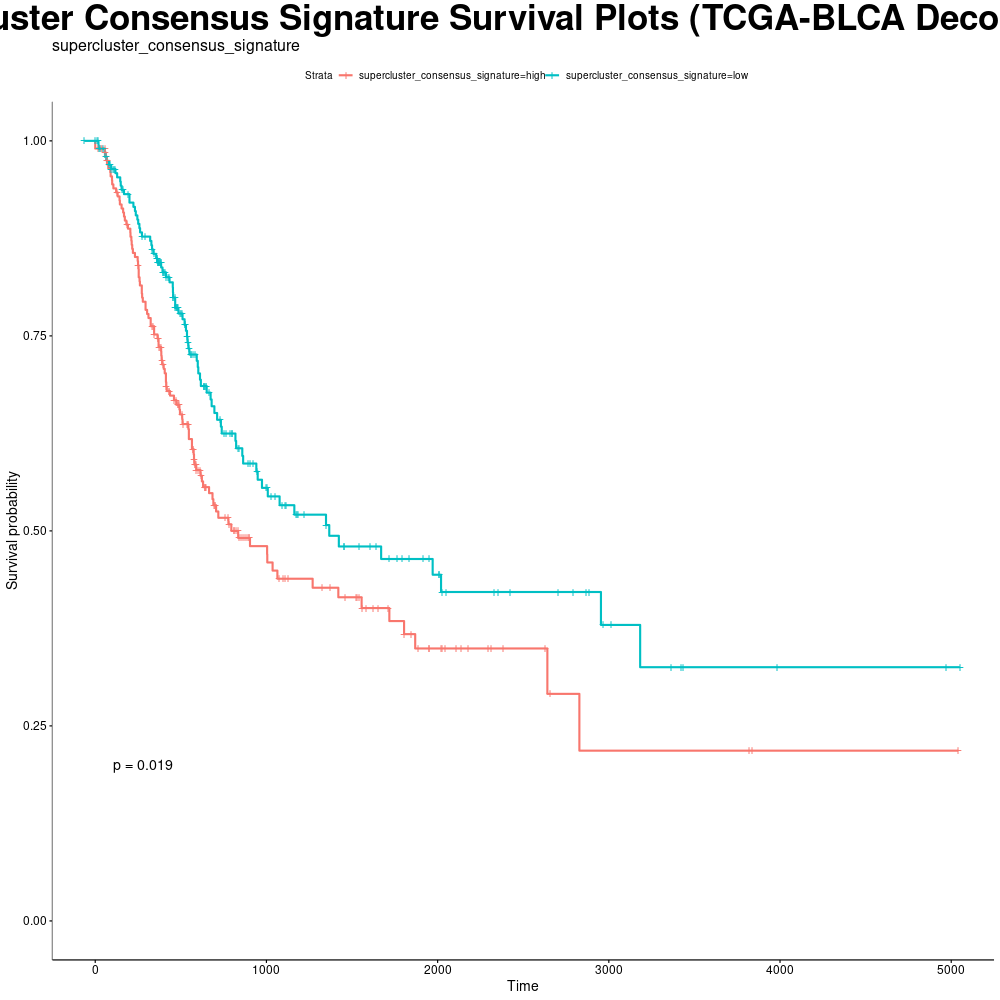 uster Consensus Signature Survival Plots (TCGA-BLCA Deco
supercluster_consensus_signature
Strata supercluster_consensus_signature=high supercluster_consensus_signature=low
1.00
0.75
0.50
0.25
0.00
Survival probability
p = 0.019
0 1000 2000 3000 4000 5000
Time